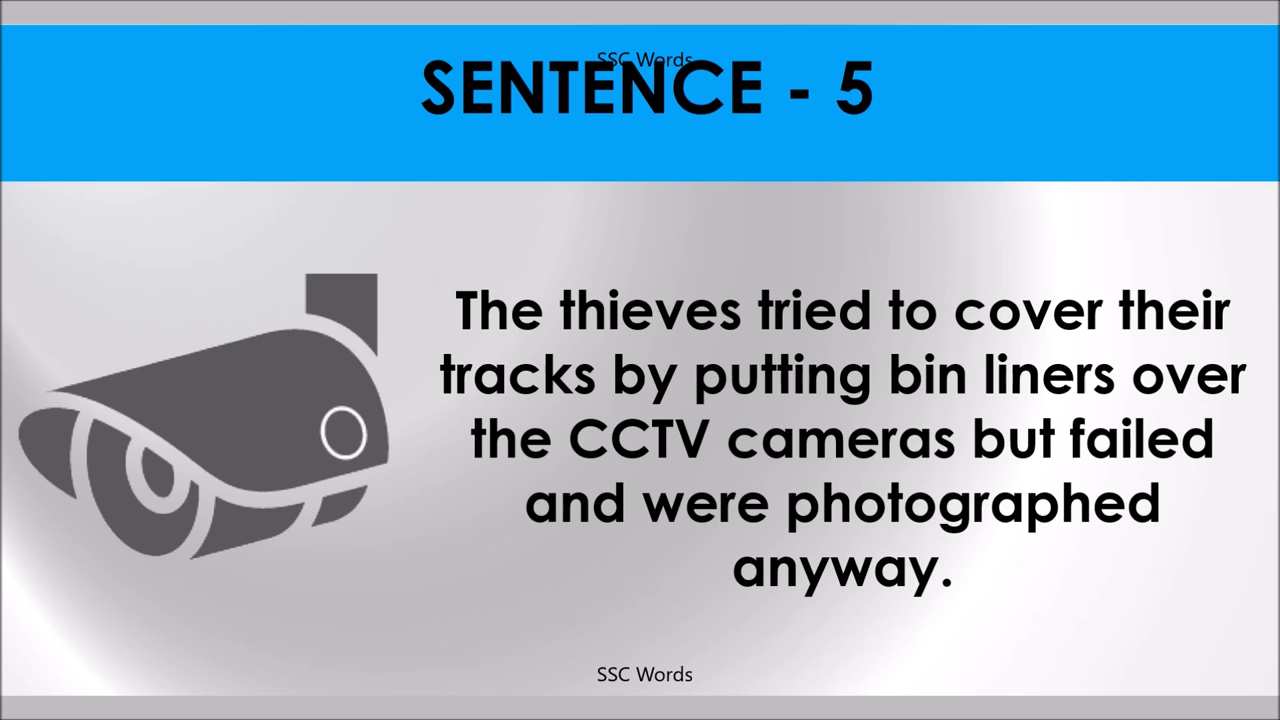 SSC Words
SENTENCE - 5
The thieves tried to cover their
tracks by putting bin liners over
the CCTV cameras but failed
and were photographed
anyway.
SSC Words